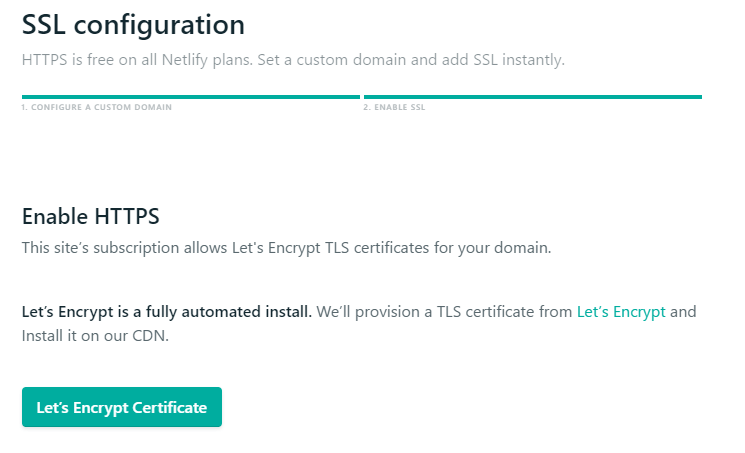 SSL configuration
HTTPS is free on all Netlify plans. Set a custom domain and add SSL instantly.
1. CONFIGURE A CUSTOM DOMAIN
2. ENABLE SSL
Enable HTTPS
This site’s subscription allows Let's Encrypt TLS certificates for your domain.
Let’s Encrypt is a fully automated install. We’ll provision a TLS certificate from Let’s Encrypt and
Install it on our CDN.
Let’s Encrypt Certificate